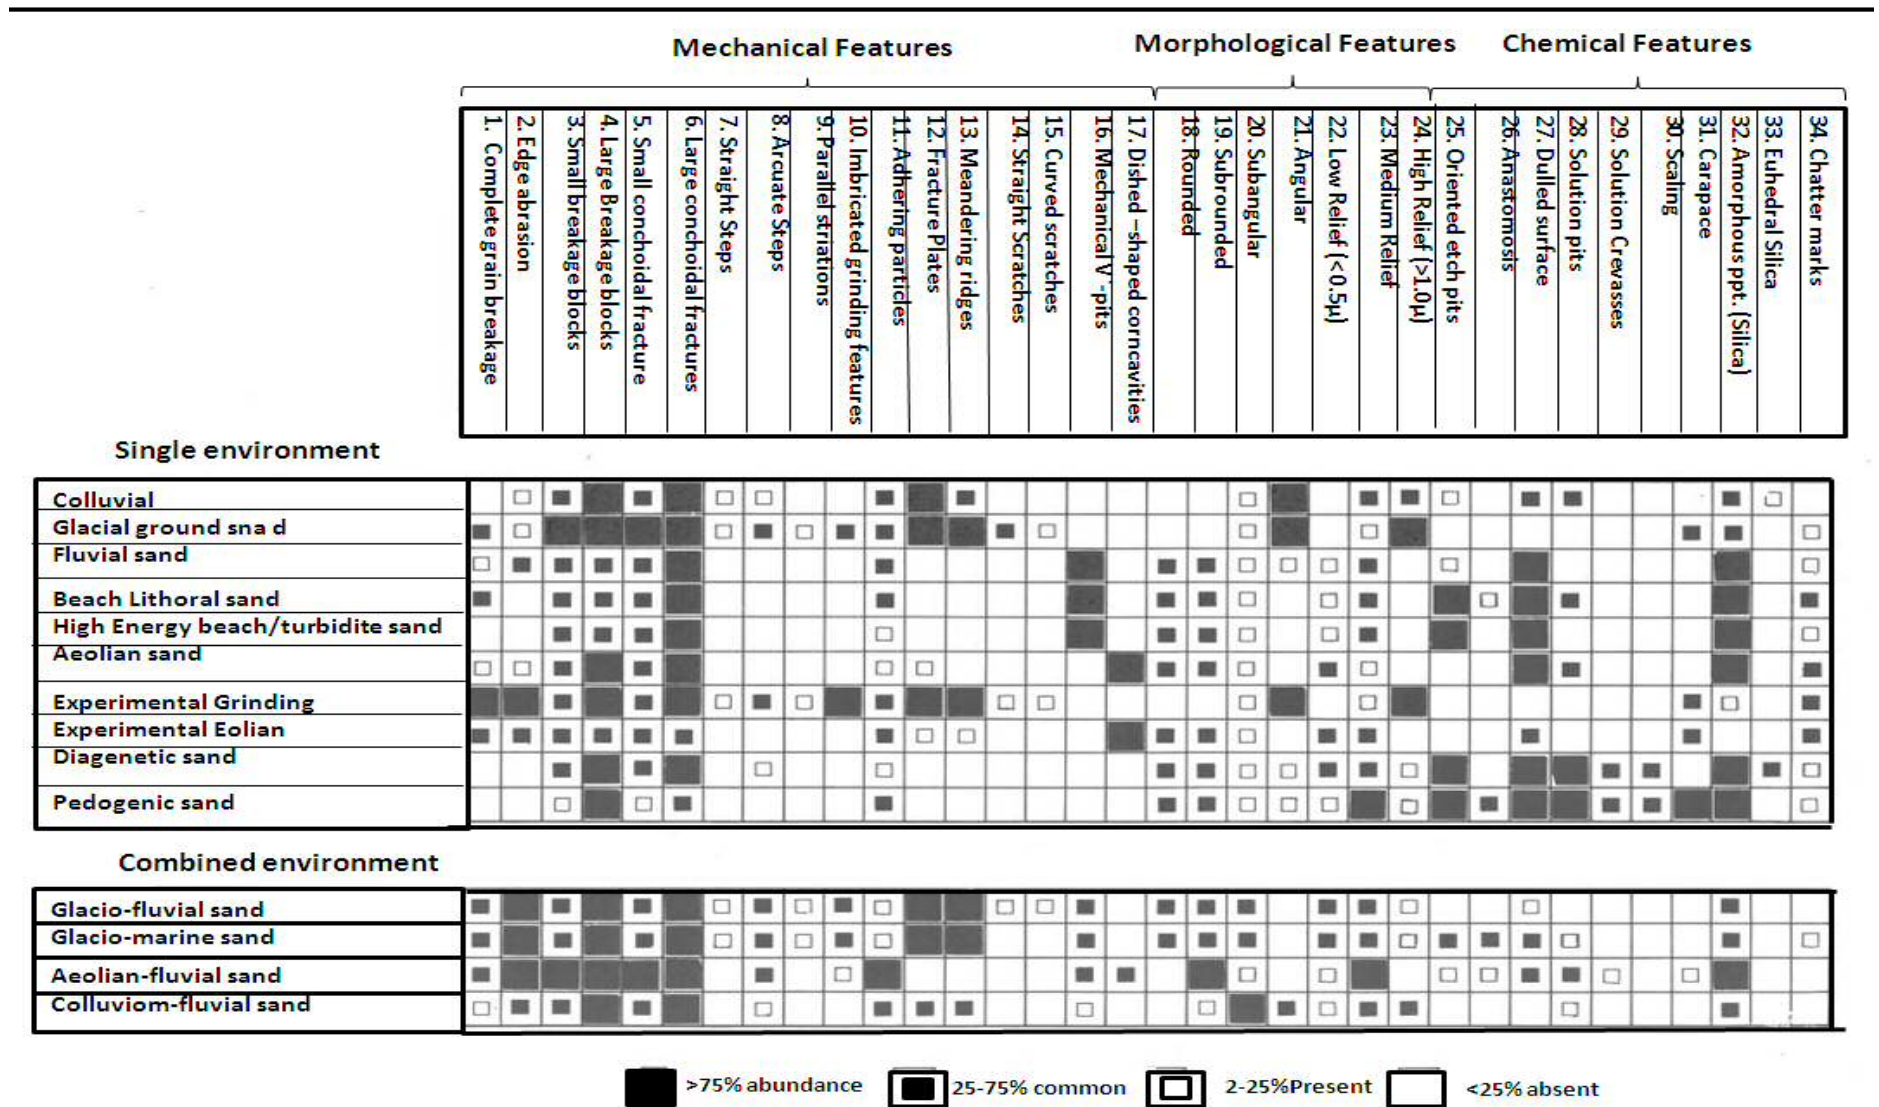 Mechanical Features
Morphological Features
Chemical Features
1. Complete grain breakage
2. Edge abrasion
3. Small breakage blocks
4. Large Breakage blocks
5. Small conchoidal fracture
6. Large conchoidal fractures
7. Straight Steps
8. Arcuate Steps
9. Parallel striations
10. Imbricated grinding features
11. Adhering particles
12. Fracture Plates
13. Meandering ridges
14. Straight Scratches
15. Curved scratches
16. Mechanical V`-pits
17. Dished –shaped corncavities
18. Rounded
19. Subrounded
20. Subangular
21. Angular
22. Low Relief (<0.5μ)
23. Medium Relief
24. High Relief (>1.0μ)
25. Oriented etch pits
26. Anastomosis
27. Dulled surface
28. Solution pits
29. Solution Crevasses
30. Scaling
31. Carapace
32. Amorphous ppt. (Silica)
33. Euhedral Silica
34. Chatter marks
Single environment
Colluvial
Glacial ground sna d
Fluvial sand
Beach Lithoral sand
High Energy beach/turbidite sand
Aeolian sand
Experimental Grinding
Experimental Eolian
Diagenetic sand
Pedogenic sand
Combined environment
Glacio-fluvial sand
Glacio-marine sand
Aeolian-fluvial sand
Colluviom-fluvial sand
>75% abundance
25-75% common
2-25%Present
<25% absent